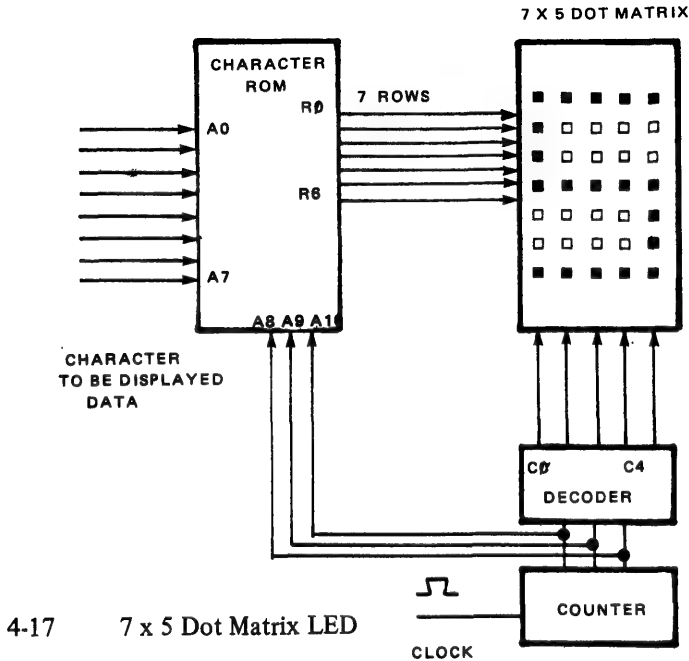 7 X 5 DOT MATRIX
CHARACTER
ROM
RØ
7 ROWS
A0
R6
A7
A8 A9 A10
CHARACTER
TO BE DISPLAYED
DATA
CØ
C4
DECODER
COUNTER
CLOCK
4-17 7 x 5 Dot Matrix LED